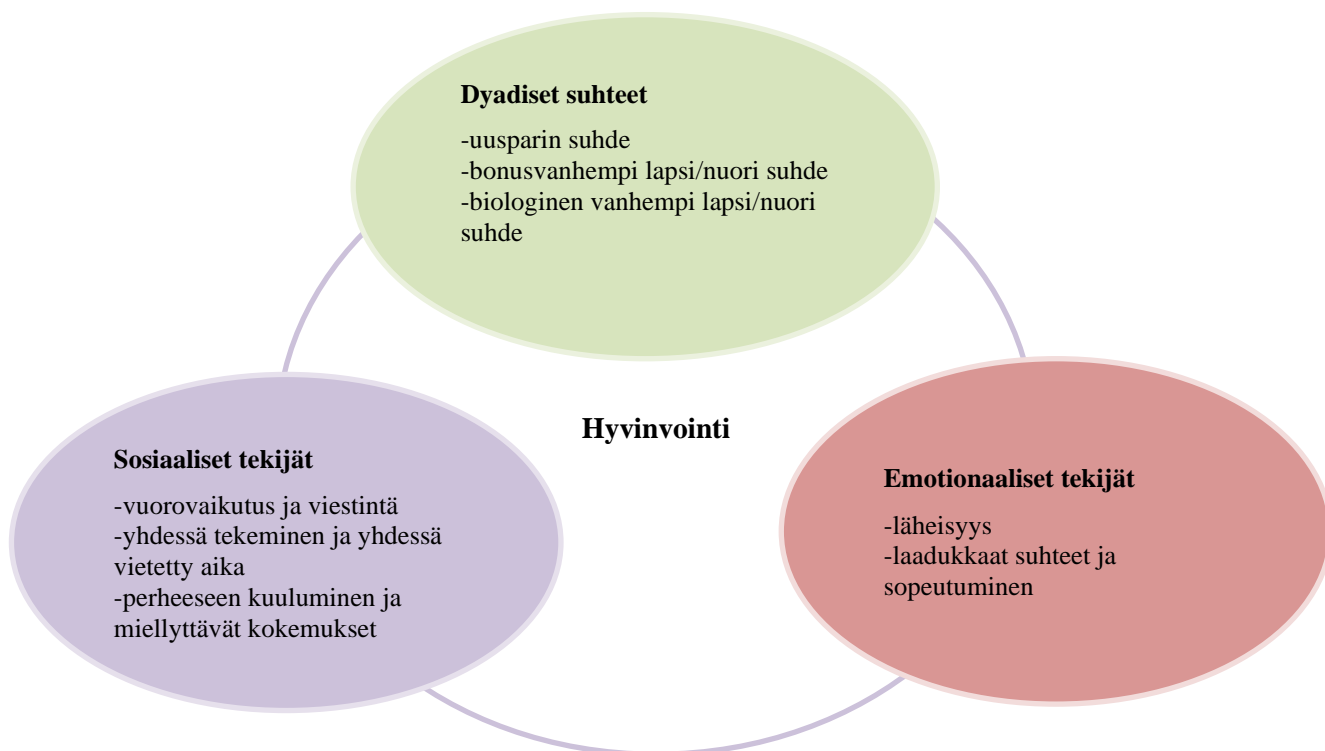 Dyadiset suhteet
-uusparin suhde
-bonusvanhempi lapsi/nuori suhde
-biologinen vanhempi lapsi/nuori
suhde
Hyvinvointi
Sosiaaliset tekijät
-vuorovaikutus ja viestintä
-yhdessä tekeminen ja yhdessä
vietetty aika
-perheeseen kuuluminen ja
miellyttävät kokemukset
Emotionaaliset tekijät
-läheisyys
-laadukkaat suhteet ja
sopeutuminen